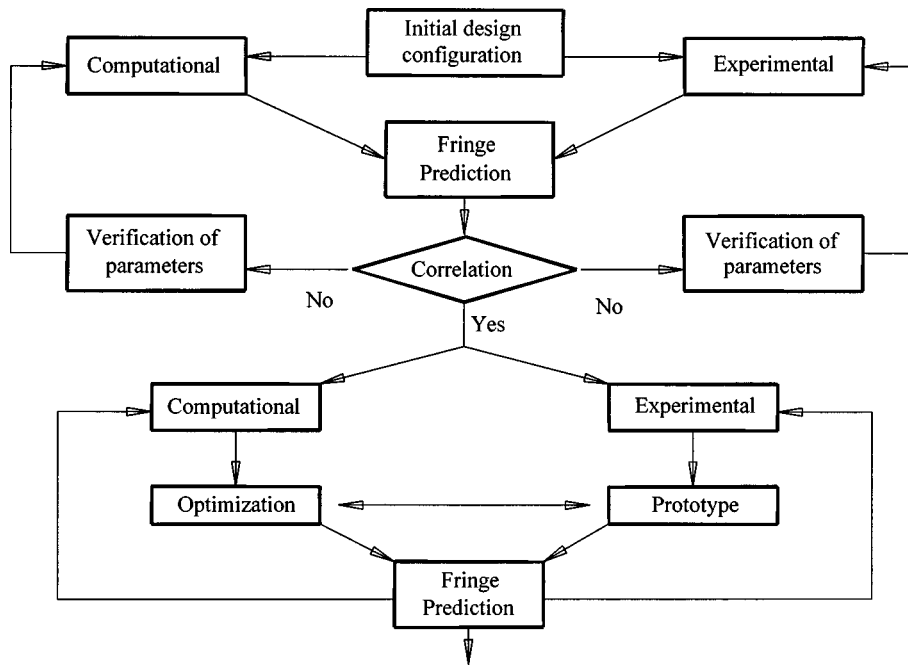 Initial design
configuration
Computational
Experimental
Fringe
Prediction
Verification of
parameters
Correlation
Verification of
parameters
No
No
Yes
Computational
Experimental
Optimization
Prototype
Fringe
Prediction